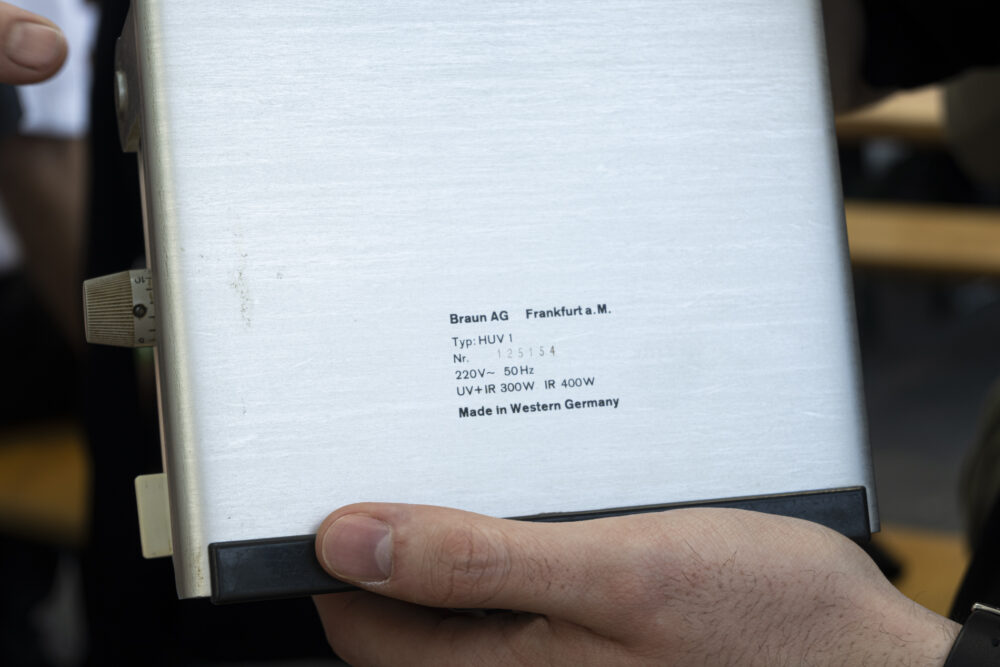 Braun AG Frankfurt a.M.
Typ: HUV 1
Nr. 125154
220V~ 50Hz
UV+IR 300W IR 400W
Made in Western Germany
10